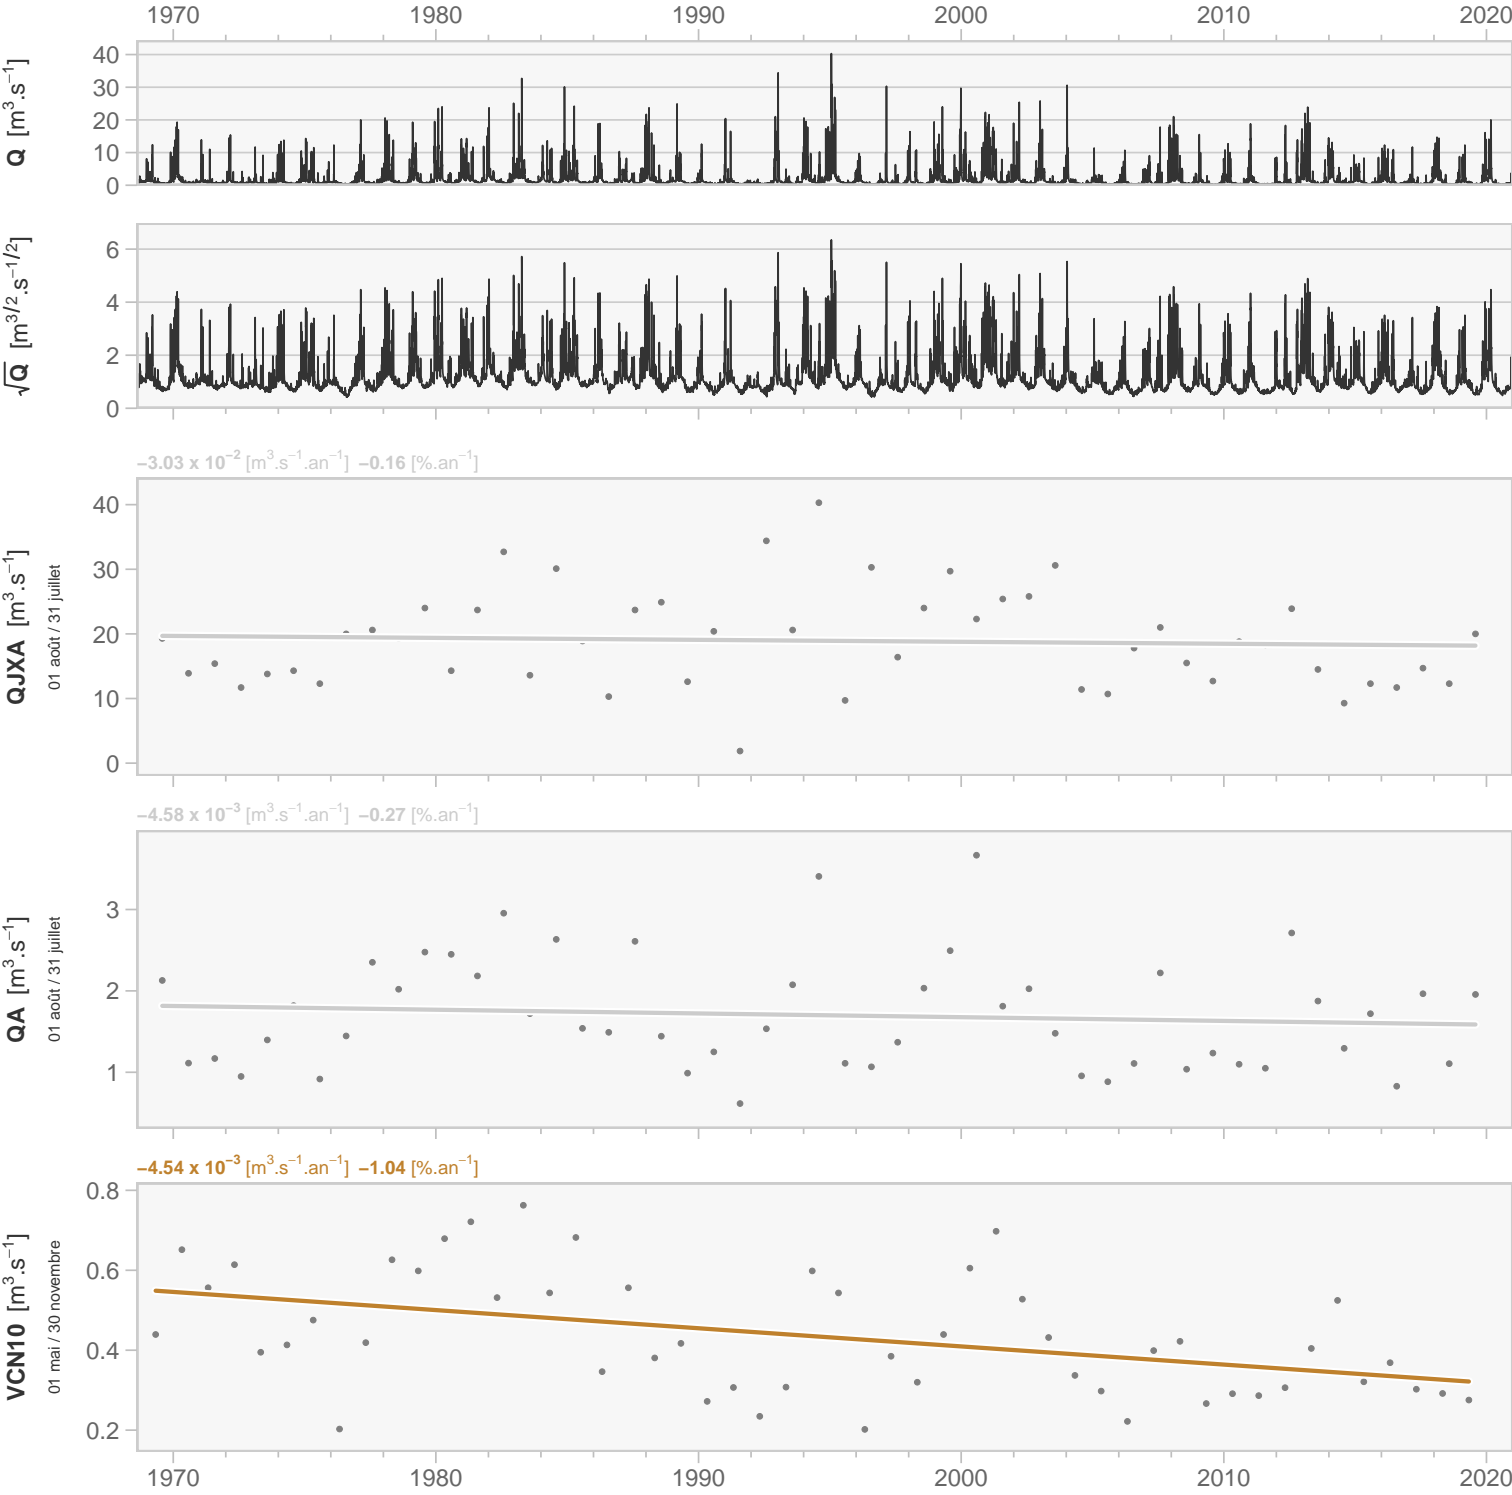 1970 1980 1990 2000 2010 2020
Q [m³.s⁻¹]
40
30
20
10
0
√Q [m³ᐟ².s⁻¹ᐟ²]
6
4
2
0
−3.03 x 10⁻² [m³.s⁻¹.an⁻¹] −0.16 [%.an⁻¹]
QJXA [m³.s⁻¹]
01 août / 31 juillet
40
30
20
10
0
−4.58 x 10⁻³ [m³.s⁻¹.an⁻¹] −0.27 [%.an⁻¹]
QA [m³.s⁻¹]
01 août / 31 juillet
3
2
1
−4.54 x 10⁻³ [m³.s⁻¹.an⁻¹] −1.04 [%.an⁻¹]
VCN10 [m³.s⁻¹]
01 mai / 30 novembre
0.8
0.6
0.4
0.2
1970 1980 1990 2000 2010 2020